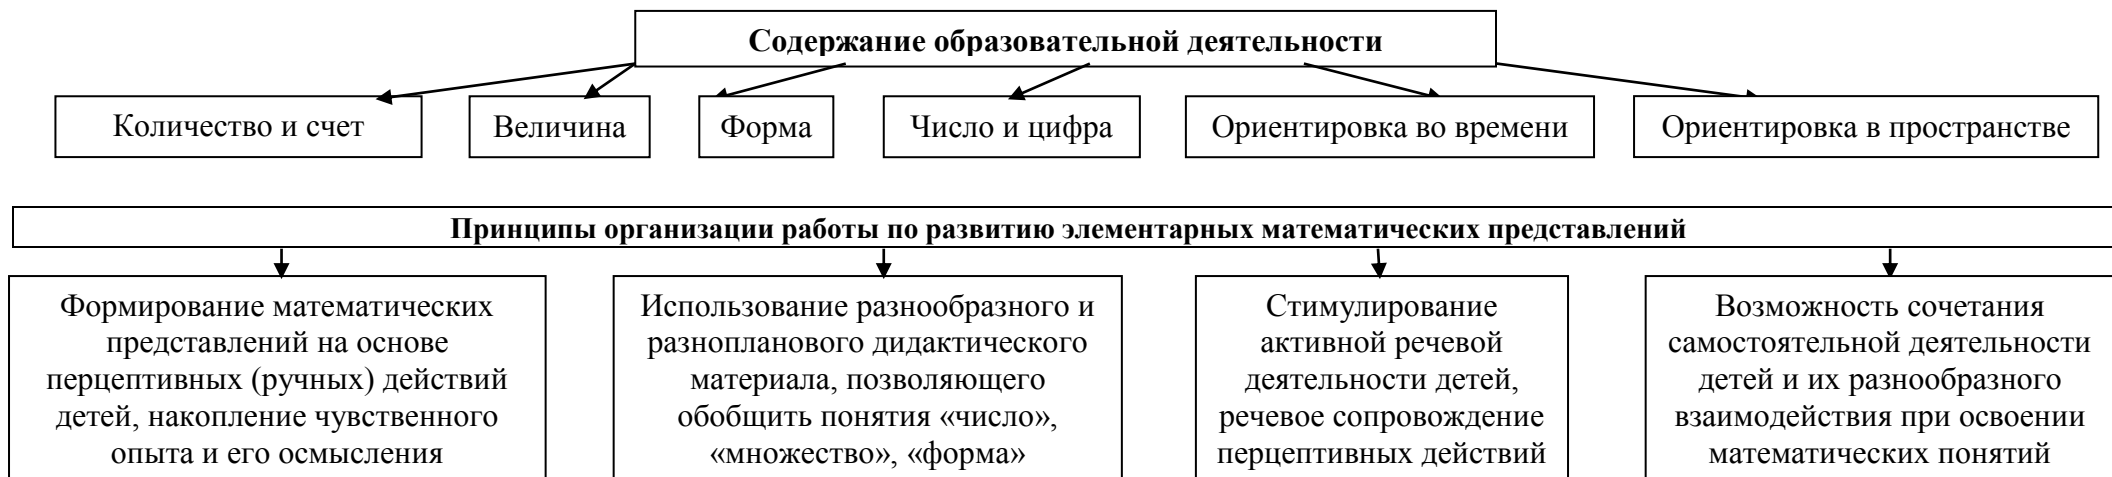 Содержание образовательной деятельности
Количество и счет
Величина
Форма
Число и цифра
Ориентировка во времени
Ориентировка в пространстве
Принципы организации работы по развитию элементарных математических представлений
Формирование математических
представлений на основе
перцептивных (ручных) действий
детей, накопление чувственного
опыта и его осмысления
Использование разнообразного и
разнопланового дидактического
материала, позволяющего
обобщить понятия «число»,
«множество», «форма»
Стимулирование
активной речевой
деятельности детей,
речевое сопровождение
перцептивных действий
Возможность сочетания
самостоятельной деятельности
детей и их разнообразного
взаимодействия при освоении
математических понятий